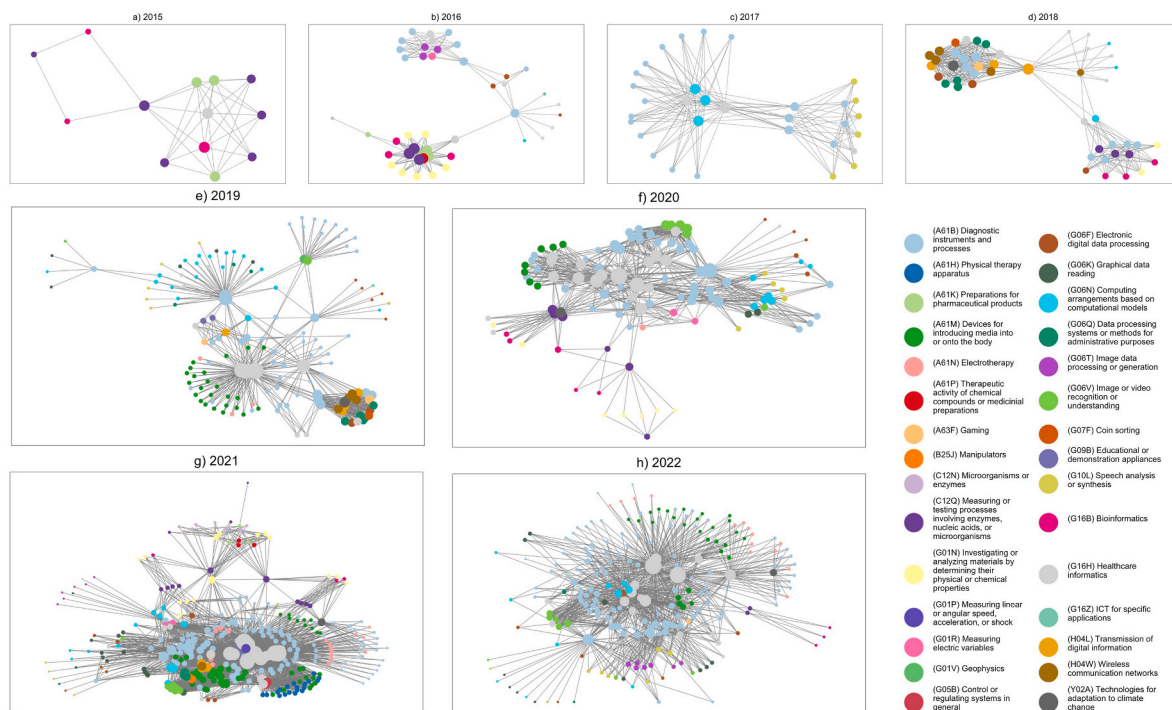 a) 2015
b) 2016
c) 2017
d) 2018
e) 2019
f) 2020
g) 2021
h) 2022
(A61B) Diagnostic
instruments and
processes
(A61H) Physical therapy
apparatus
(A61K) Preparations for
pharmaceutical products
(A61M) Devices for
introducing media into
or onto the body
(A61N) Electrotherapy
(A61P) Therapeutic
activity of chemical
compounds or medicinial
preparations
(A63F) Gaming
(B25J) Manipulators
(C12N) Microorganisms or
enzymes
(C12Q) Measuring or
testing processes
involving enzymes,
nucleic acids, or
microorganisms
(G01N) Investigating or
analyzing materials by
determining their
physical or chemical
properties
(G01P) Measuring linear
or angular speed,
acceleration, or shock
(G01R) Measuring
electric variables
(G01V) Geophysics
(G05B) Control or
regulating systems in
general
(G06F) Electronic
digital data processing
(G06K) Graphical data
reading
(G06N) Computing
arrangements based on
computational models
(G06Q) Data processing
systems or methods for
administrative purposes
(G06T) Image data
processing or generation
(G06V) Image or video
recognition or
understanding
(G07F) Coin sorting
(G09B) Educational or
demonstration appliances
(G10L) Speech analysis
or synthesis
(G16B) Bioinformatics
(G16H) Healthcare
informatics
(G16Z) ICT for specific
applications
(H04L) Transmission of
digital information
(H04W) Wireless
communication networks
(Y02A) Technologies for
adaptation to climate
change